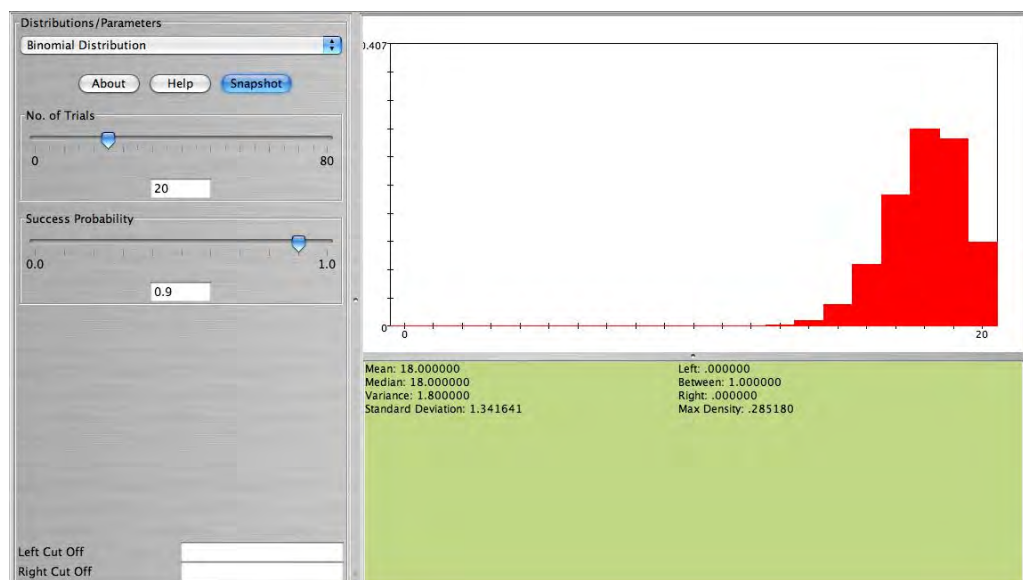 Distributions/Parameters
Binomial Distribution
About Help Snapshot
No. of Trials
0 80
20
Success Probability
0.0 1.0
0.9
Left Cut Off
Right Cut Off
.407
0
0 20
Mean: 18.000000
Median: 18.000000
Variance: 1.800000
Standard Deviation: 1.341641
Left: .000000
Between: 1.000000
Right: .000000
Max Density: .285180